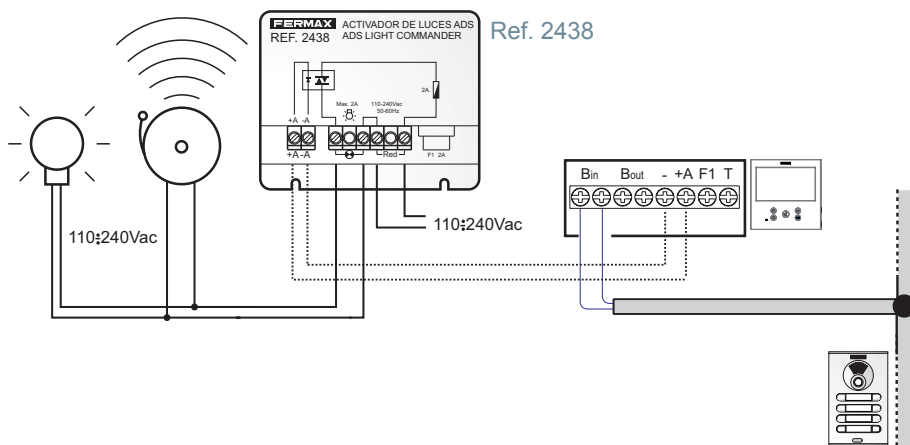 FERMAX ACTIVADOR DE LUCES ADS
REF. 2438 ADS LIGHT COMMANDER
Ref. 2438
2A.
Max. 2A 110-240Vac
50-60Hz
+A -A
+A -A Red F1 2A
Bin Bout - +A F1 T
110÷240Vac
110÷240Vac